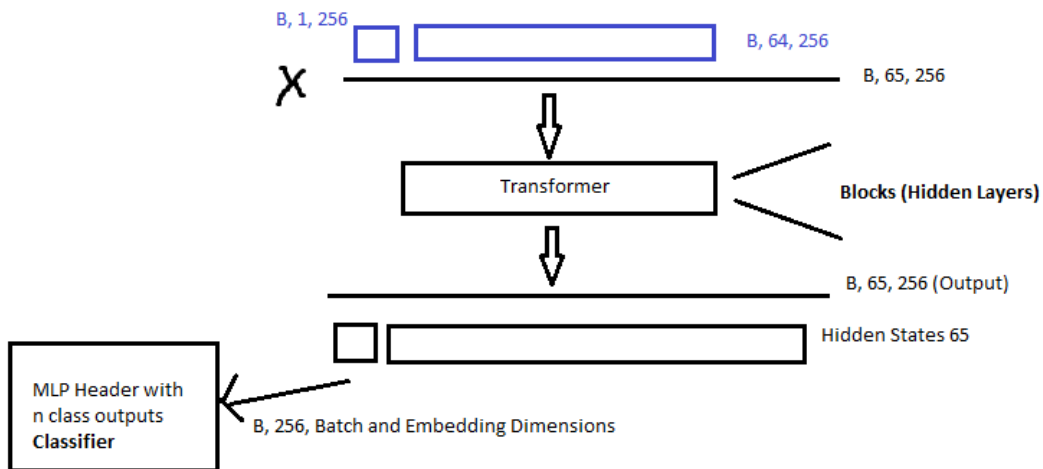 B, 1, 256
B, 64, 256
X
B, 65, 256
Transformer
Blocks (Hidden Layers)
B, 65, 256 (Output)
Hidden States 65
MLP Header with
n class outputs
Classifier
B, 256, Batch and Embedding Dimensions